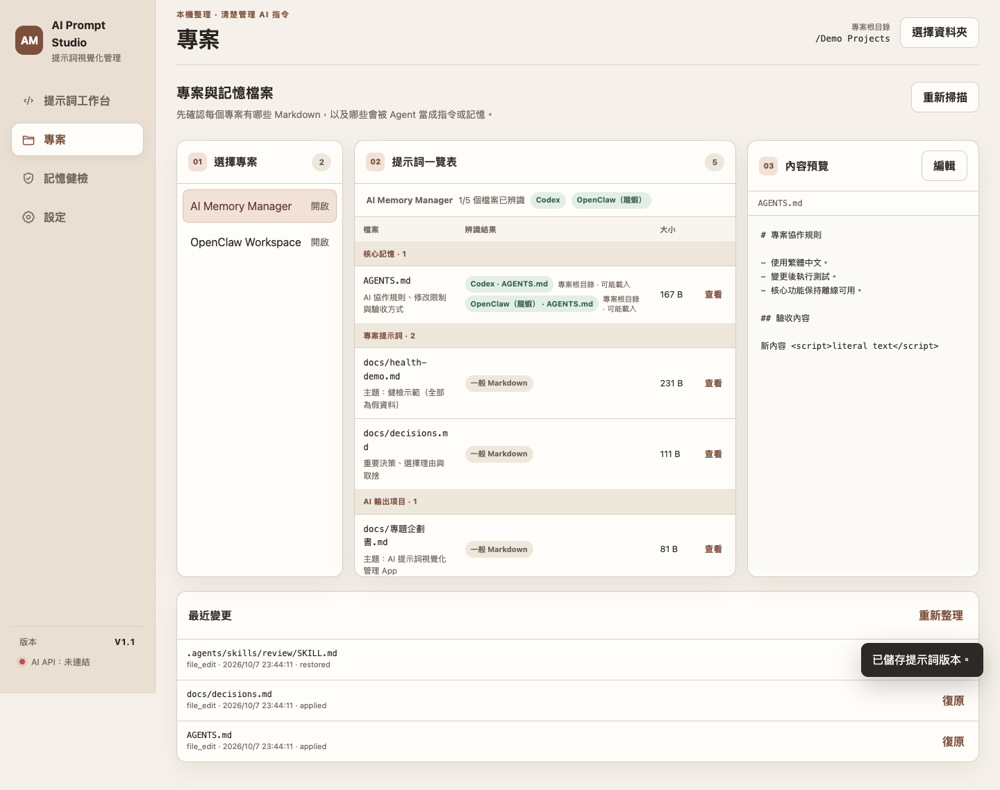 AM
AI Prompt
Studio
提示詞視覺化管理
提示詞工作台
專案
記憶健檢
設定
版本
V1.1
AI API：未連結
本機整理 · 清楚管理 AI 指令
專案
專案根目錄
/Demo Projects
選擇資料夾
專案與記憶檔案
先確認每個專案有哪些 Markdown，以及哪些會被 Agent 當成指令或記憶。
重新掃描
01
選擇專案
2
AI Memory Manager
開啟
OpenClaw Workspace
開啟
02
提示詞一覽表
5
AI Memory Manager
1/5 個檔案已辨識
Codex
OpenClaw（龍蝦）
檔案
辨識結果
大小
核心記憶 · 1
AGENTS.md
AI 協作規則、修改限制
與驗收方式
Codex · AGENTS.md
專案根目錄 · 可能載入
OpenClaw（龍蝦） · AGENTS.md
專案根目錄
· 可能載入
167 B
查看
專案提示詞 · 2
docs/health-
demo.md
主題：健檢示範（全部
為假資料）
一般 Markdown
231 B
查看
docs/decisions.m
d
重要決策、選擇理由與
取捨
一般 Markdown
111 B
查看
AI 輸出項目 · 1
docs/專題企劃
書.md
主題：AI 提示詞視覺化
管理 App
一般 Markdown
81 B
查看
03
內容預覽
編輯
AGENTS.md
# 專案協作規則
- 使用繁體中文。
- 變更後執行測試。
- 核心功能保持離線可用。
## 驗收內容
新內容 <script>literal text</script>
最近變更
重新整理
.agents/skills/review/SKILL.md
file_edit · 2026/10/7 23:44:11 · restored
已儲存提示詞版本。
docs/decisions.md
file_edit · 2026/10/7 23:44:11 · applied
復原
AGENTS.md
file_edit · 2026/10/7 23:44:11 · applied
復原